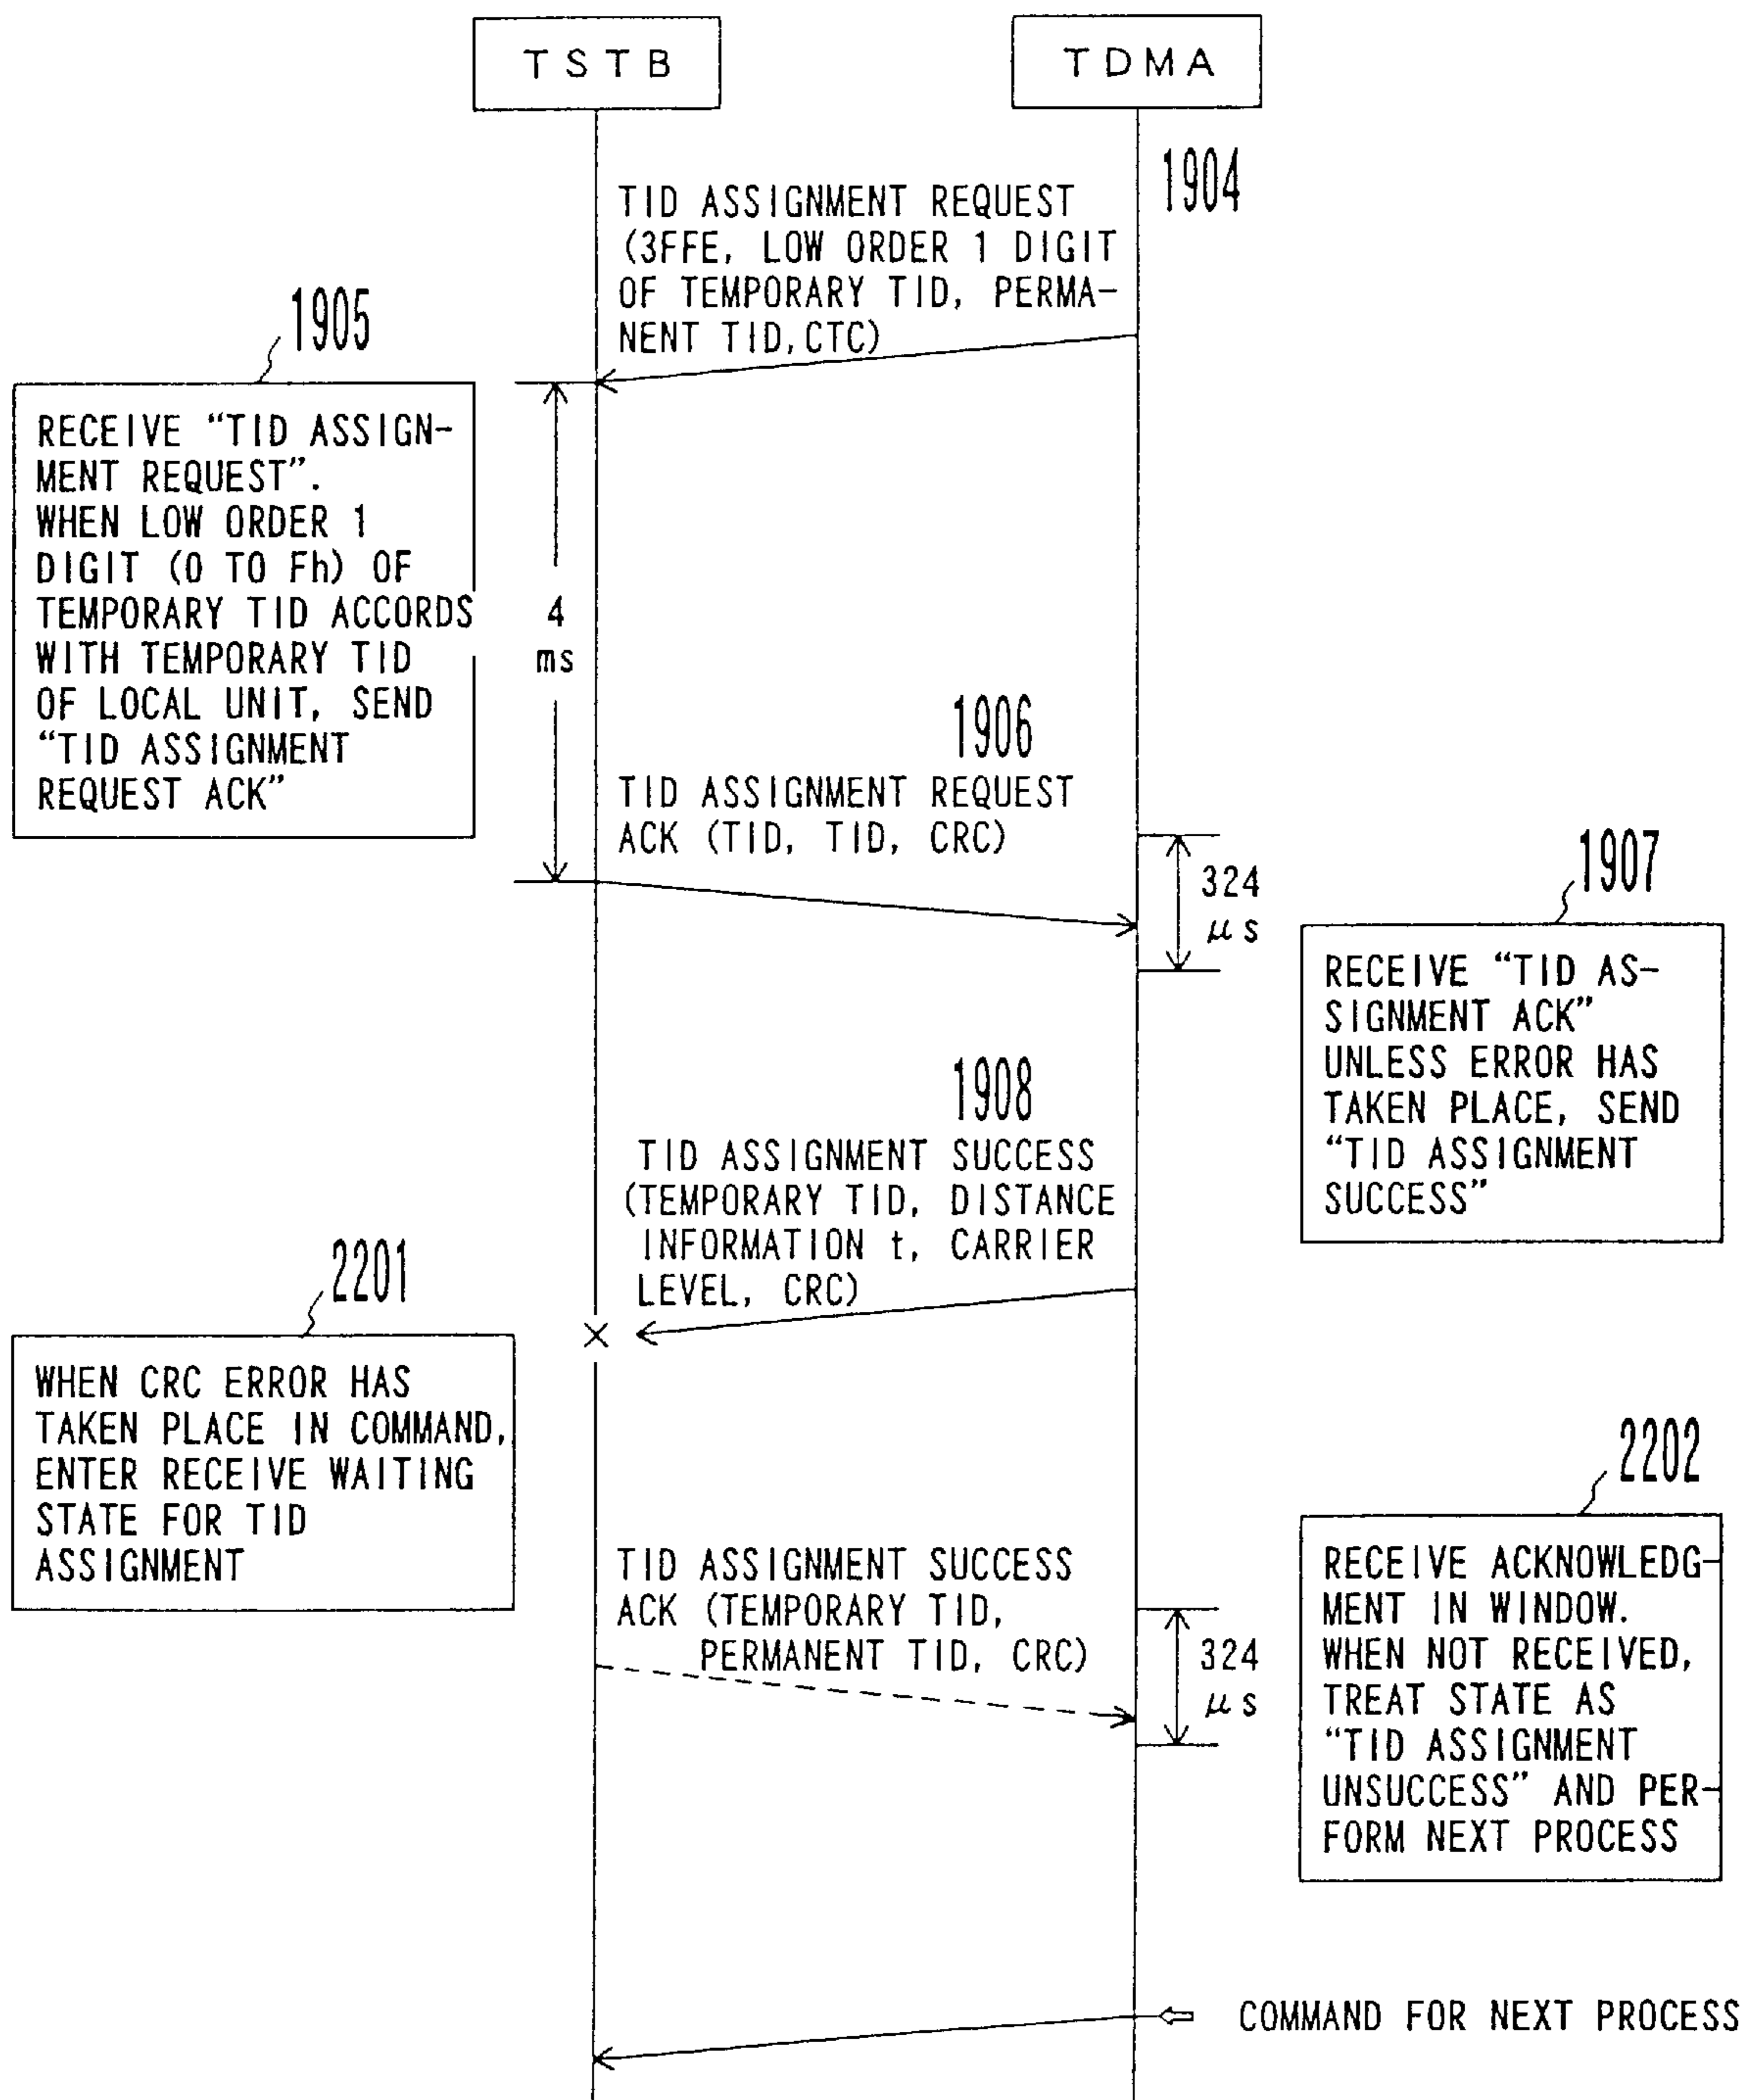 TSTB
TDMA
1904
TID ASSIGNMENT REQUEST
(3FFE, LOW ORDER 1 DIGIT
OF TEMPORARY TID, PERMA-
NENT TID,CTC)
1905
RECEIVE “TID ASSIGN-
MENT REQUEST”.
WHEN LOW ORDER 1
DIGIT (0 TO Fh) OF
TEMPORARY TID ACCORDS
WITH TEMPORARY TID
OF LOCAL UNIT, SEND
“TID ASSIGNMENT
REQUEST ACK”
4
ms
1906
TID ASSIGNMENT REQUEST
ACK (TID, TID, CRC)
324
μs
1907
RECEIVE “TID AS-
SIGNMENT ACK”
UNLESS ERROR HAS
TAKEN PLACE, SEND
“TID ASSIGNMENT
SUCCESS”
1908
TID ASSIGNMENT SUCCESS
(TEMPORARY TID, DISTANCE
INFORMATION t, CARRIER
LEVEL, CRC)
2201
WHEN CRC ERROR HAS
TAKEN PLACE IN COMMAND,
ENTER RECEIVE WAITING
STATE FOR TID
ASSIGNMENT
TID ASSIGNMENT SUCCESS
ACK (TEMPORARY TID,
PERMANENT TID, CRC)
324
μs
2202
RECEIVE ACKNOWLEDG-
MENT IN WINDOW.
WHEN NOT RECEIVED,
TREAT STATE AS
“TID ASSIGNMENT
UNSUCCESS” AND PER-
FORM NEXT PROCESS
COMMAND FOR NEXT PROCESS